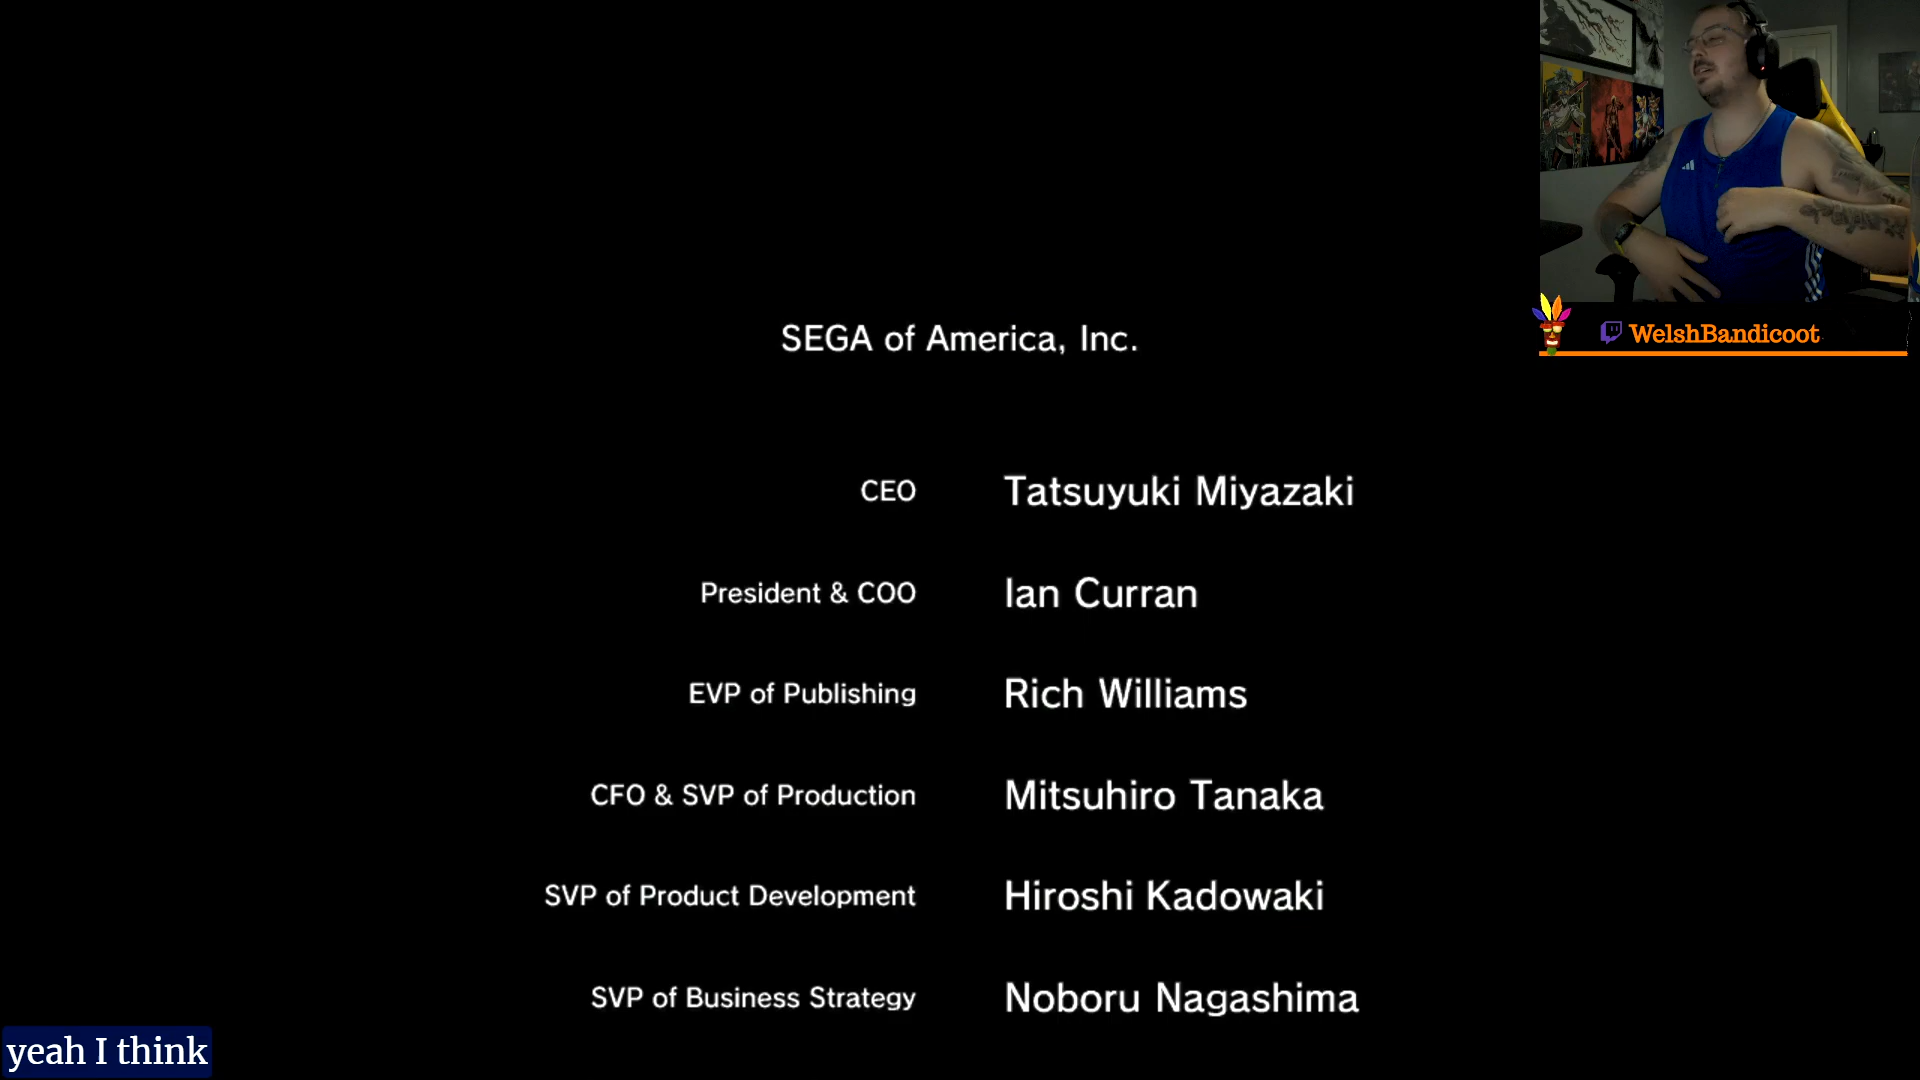 SEGA of America, Inc.
CEO Tatsuyuki Miyazaki
President & COO Ian Curran
EVP of Publishing Rich Williams
CFO & SVP of Production Mitsuhiro Tanaka
SVP of Product Development Hiroshi Kadowaki
SVP of Business Strategy Noboru Nagashima
WelshBandicoot
yeah I think